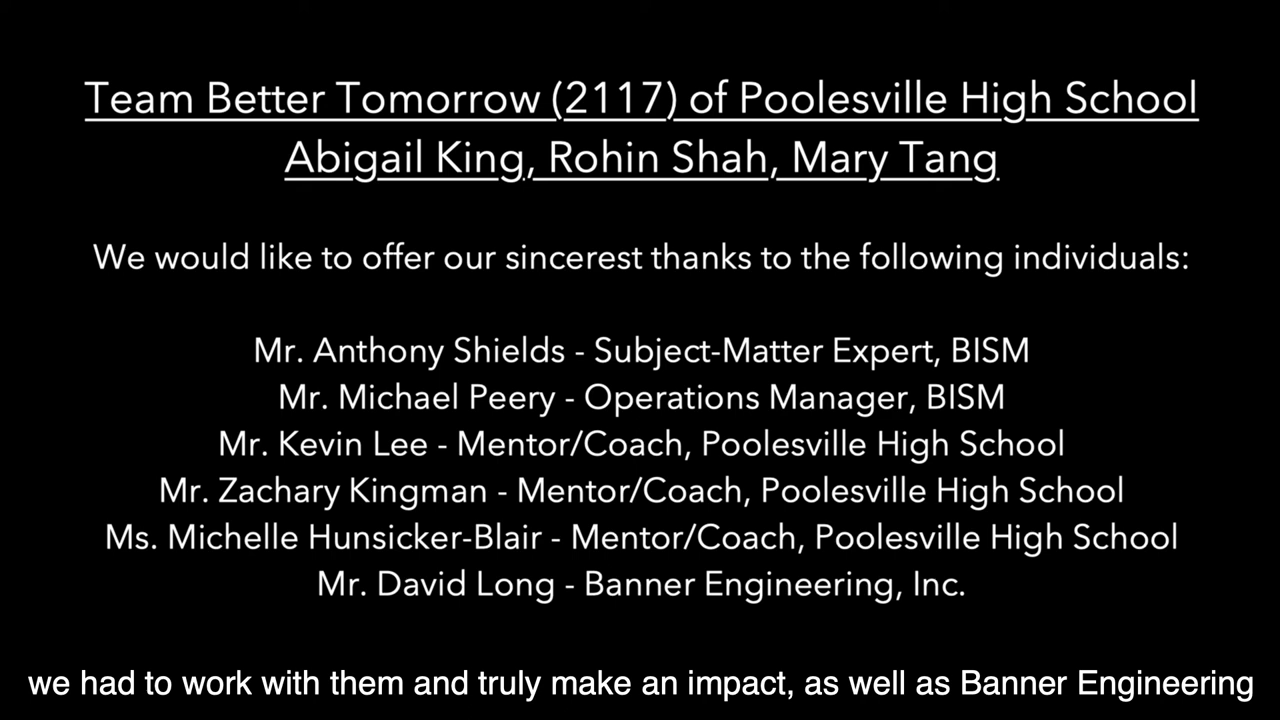 Team Better Tomorrow (2117) of Poolesville High School
Abigail King, Rohin Shah, Mary Tang
We would like to offer our sincerest thanks to the following individuals:
Mr. Anthony Shields - Subject-Matter Expert, BISM
Mr. Michael Peery - Operations Manager, BISM
Mr. Kevin Lee - Mentor/Coach, Poolesville High School
Mr. Zachary Kingman - Mentor/Coach, Poolesville High School
Ms. Michelle Hunsicker-Blair - Mentor/Coach, Poolesville High School
Mr. David Long - Banner Engineering, Inc.
we had to work with them and truly make an impact, as well as Banner Engineering